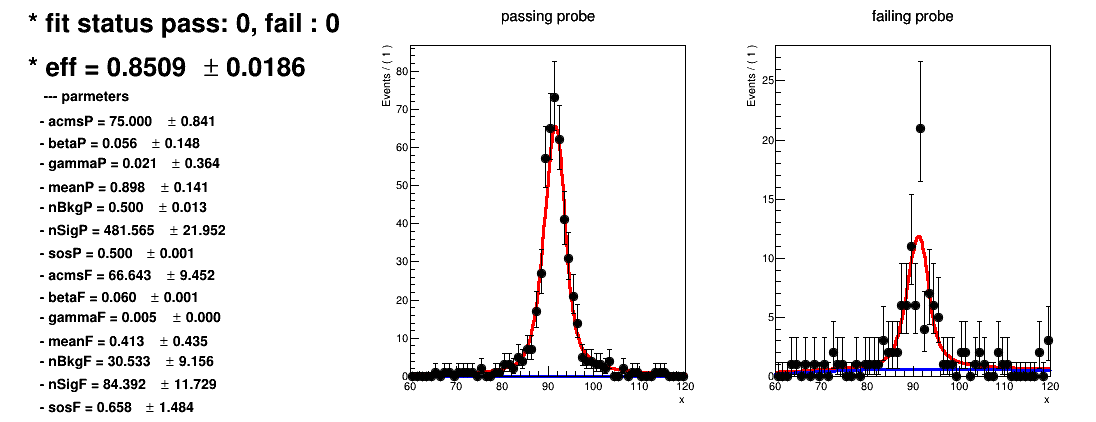 * fit status pass: 0, fail : 0
* eff = 0.8509 ± 0.0186
--- parmeters
- acmsP = 75.000 ± 0.841
- betaP = 0.056 ± 0.148
- gammaP = 0.021 ± 0.364
- meanP = 0.898 ± 0.141
- nBkgP = 0.500 ± 0.013
- nSigP = 481.565 ± 21.952
- sosP = 0.500 ± 0.001
- acmsF = 66.643 ± 9.452
- betaF = 0.060 ± 0.001
- gammaF = 0.005 ± 0.000
- meanF = 0.413 ± 0.435
- nBkgF = 30.533 ± 9.156
- nSigF = 84.392 ± 11.729
- sosF = 0.658 ± 1.484
passing probe
Events / ( 1 )
80
70
60
50
40
30
20
10
0
60 70 80 90 100 110 120
x
failing probe
Events / ( 1 )
25
20
15
10
5
0
60 70 80 90 100 110 120
x